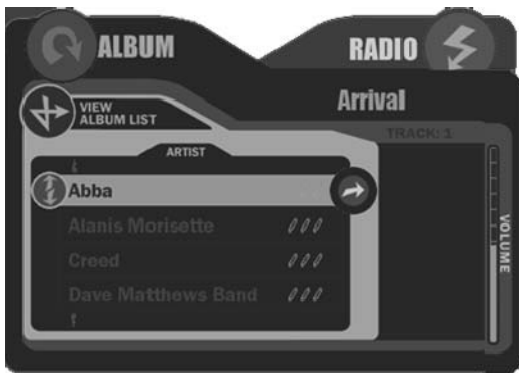 ALBUM
RADIO
VIEW
ALBUM LIST
Arrival
TRACK: 1
ARTIST
Abba
Alanis Morisette
Creed
Dave Matthews Band
VOLUME